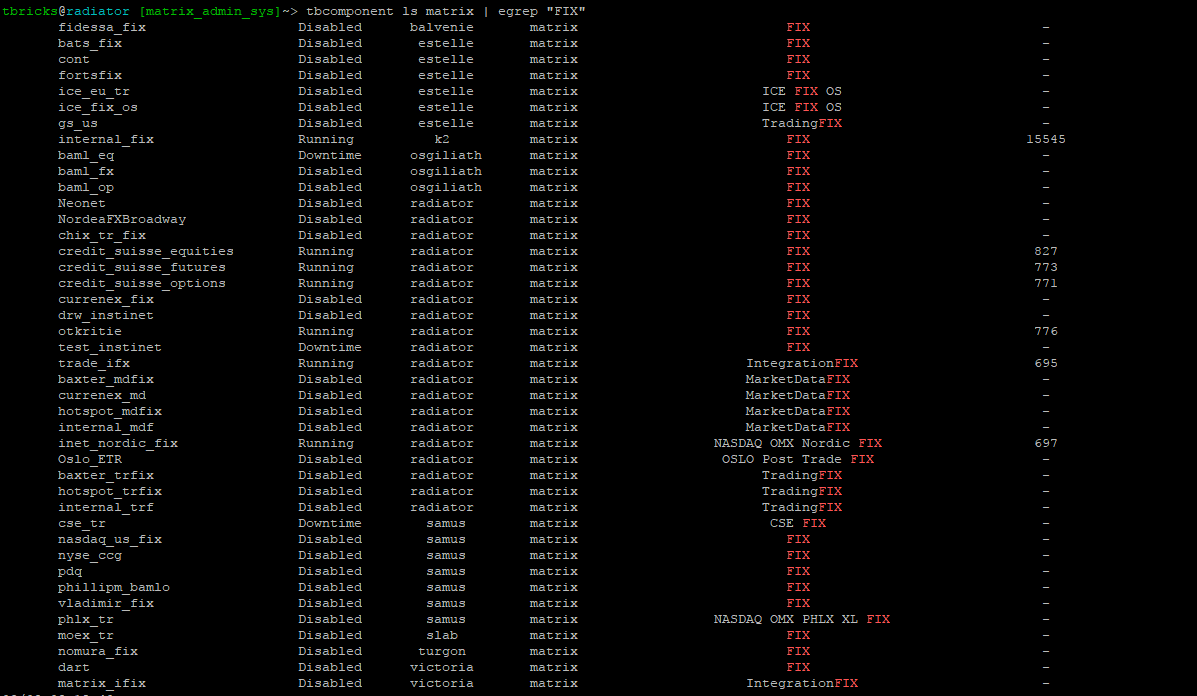 tbricks@radiator [matrix_admin_sys]~> tbcomponent ls matrix | egrep "FIX"
fidessa_fix Disabled balvenie matrix FIX -
bats_fix Disabled estelle matrix FIX -
cont Disabled estelle matrix FIX -
fortsfix Disabled estelle matrix FIX -
ice_eu_tr Disabled estelle matrix ICE FIX OS -
ice_fix_os Disabled estelle matrix ICE FIX OS -
gs_us Disabled estelle matrix TradingFIX -
internal_fix Running k2 matrix FIX 15545
baml_eq Downtime osgiliath matrix FIX -
baml_fx Disabled osgiliath matrix FIX -
baml_op Disabled osgiliath matrix FIX -
Neonet Disabled radiator matrix FIX -
NordeaFXBroadway Disabled radiator matrix FIX -
chix_tr_fix Disabled radiator matrix FIX -
credit_suisse_equities Running radiator matrix FIX 827
credit_suisse_futures Running radiator matrix FIX 773
credit_suisse_options Running radiator matrix FIX 771
currenex_fix Disabled radiator matrix FIX -
drw_instinet Disabled radiator matrix FIX -
otkritie Running radiator matrix FIX 776
test_instinet Downtime radiator matrix FIX -
trade_ifx Running radiator matrix IntegrationFIX 695
baxter_mdfix Disabled radiator matrix MarketDataFIX -
currenex_md Disabled radiator matrix MarketDataFIX -
hotspot_mdfix Disabled radiator matrix MarketDataFIX -
internal_mdf Disabled radiator matrix MarketDataFIX -
inet_nordic_fix Running radiator matrix NASDAQ OMX Nordic FIX 697
Oslo_ETR Disabled radiator matrix OSLO Post Trade FIX -
baxter_trfix Disabled radiator matrix TradingFIX -
hotspot_trfix Disabled radiator matrix TradingFIX -
internal_trf Disabled radiator matrix TradingFIX -
cse_tr Downtime samus matrix CSE FIX -
nasdaq_us_fix Disabled samus matrix FIX -
nyse_ccg Disabled samus matrix FIX -
pdq Disabled samus matrix FIX -
phillipm_bamlo Disabled samus matrix FIX -
vladimir_fix Disabled samus matrix FIX -
phlx_tr Disabled samus matrix NASDAQ OMX PHLX XL FIX -
moex_tr Disabled slab matrix FIX -
nomura_fix Disabled turgon matrix FIX -
dart Disabled victoria matrix FIX -
matrix_ifix Disabled victoria matrix IntegrationFIX -